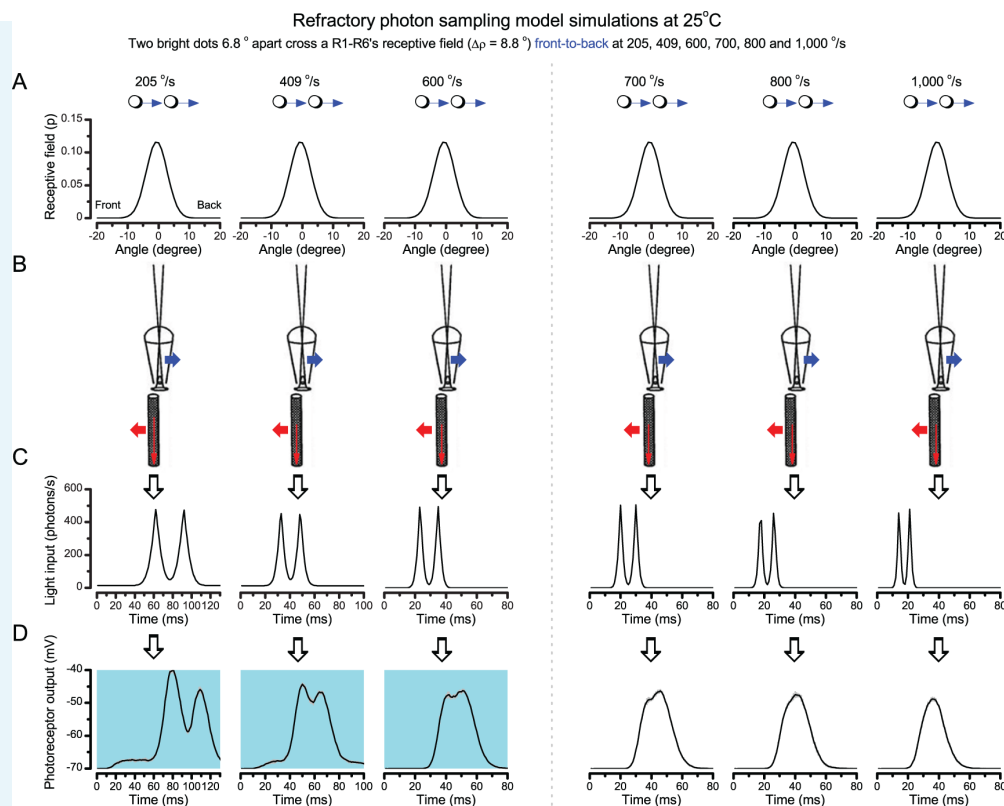 Refractory photon sampling model simulations at 25°C
Two bright dots 6.8 ° apart cross a R1-R6's receptive field (Δρ = 8.8 °) front-to-back at 205, 409, 600, 700, 800 and 1,000 °/s
A
205 °/s 409 °/s 600 °/s 700 °/s 800 °/s 1,000 °/s
Receptive field (p)
0.15
0.10
0.05
0
Front Back
-20 -10 0 10 20 -20 -10 0 10 20 -20 -10 0 10 20 -20 -10 0 10 20 -20 -10 0 10 20 -20 -10 0 10 20
Angle (degree) Angle (degree) Angle (degree) Angle (degree) Angle (degree) Angle (degree)
B
C
Light input (photons/s)
600
400
200
0
0 20 40 60 80 100 120 0 20 40 60 80 100 0 20 40 60 80 0 20 40 60 80 0 20 40 60 80 0 20 40 60 80
Time (ms) Time (ms) Time (ms) Time (ms) Time (ms) Time (ms)
D
Photoreceptor output (mV)
-40
-50
-60
-70
0 20 40 60 80 100 120 0 20 40 60 80 100 0 20 40 60 80 0 20 40 60 80 0 20 40 60 80 0 20 40 60 80
Time (ms) Time (ms) Time (ms) Time (ms) Time (ms) Time (ms)